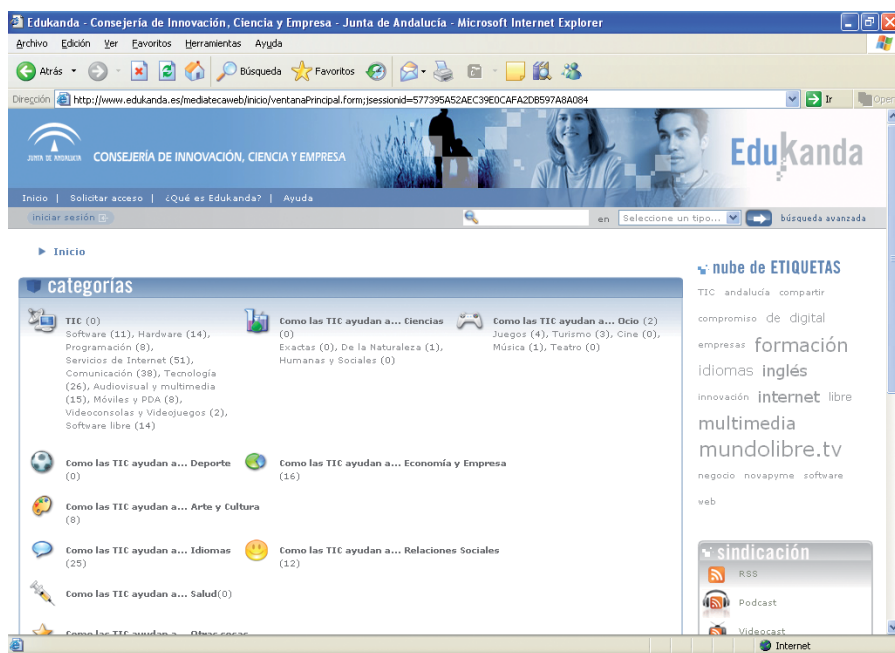 Edukanda - Consejería de Innovación, Ciencia y Empresa - Junta de Andalucía - Microsoft Internet Explorer
Archivo Edición Ver Favoritos Herramientas Ayuda
Atrás Búsqueda Favoritos
Dirección http://www.edukanda.es/mediatecaweb/inicio/ventanaPrincipal.form;jsessionid=577395A52AEC39E0CAFA2DB597A8A084 Ir
JUNTA DE ANDALUCIA CONSEJERÍA DE INNOVACIÓN, CIENCIA Y EMPRESA
EduKanda
Inicio | Solicitar acceso | ¿Qué es Edukanda? | Ayuda
iniciar sesión en Seleccione un tipo... búsqueda avanzada
Inicio
categorías
TIC (0)
Software (11), Hardware (14),
Programación (8),
Servicios de Internet (51),
Comunicación (38), Tecnología
(26), Audiovisual y multimedia
(15), Móviles y PDA (8),
Videoconsolas y Videojuegos (2),
Software libre (14)
Como las TIC ayudan a... Ciencias
(0)
Exactas (0), De la Naturaleza (1),
Humanas y Sociales (0)
Como las TIC ayudan a... Ocio (2)
Juegos (4), Turismo (3), Cine (0),
Música (1), Teatro (0)
Como las TIC ayudan a... Deporte
(0)
Como las TIC ayudan a... Economía y Empresa
(16)
Como las TIC ayudan a... Arte y Cultura
(8)
Como las TIC ayudan a... Idiomas
(25)
Como las TIC ayudan a... Relaciones Sociales
(12)
Como las TIC ayudan a... Salud(0)
Como las TIC ayudan a... Otras cosas
nube de ETIQUETAS
TIC andalucía compartir
compromiso de digital
empresas formación
idiomas inglés
innovación internet libre
multimedia
mundolibre.tv
negocio novapyme software
web
sindicación
RSS
Podcast
Videocast
Internet